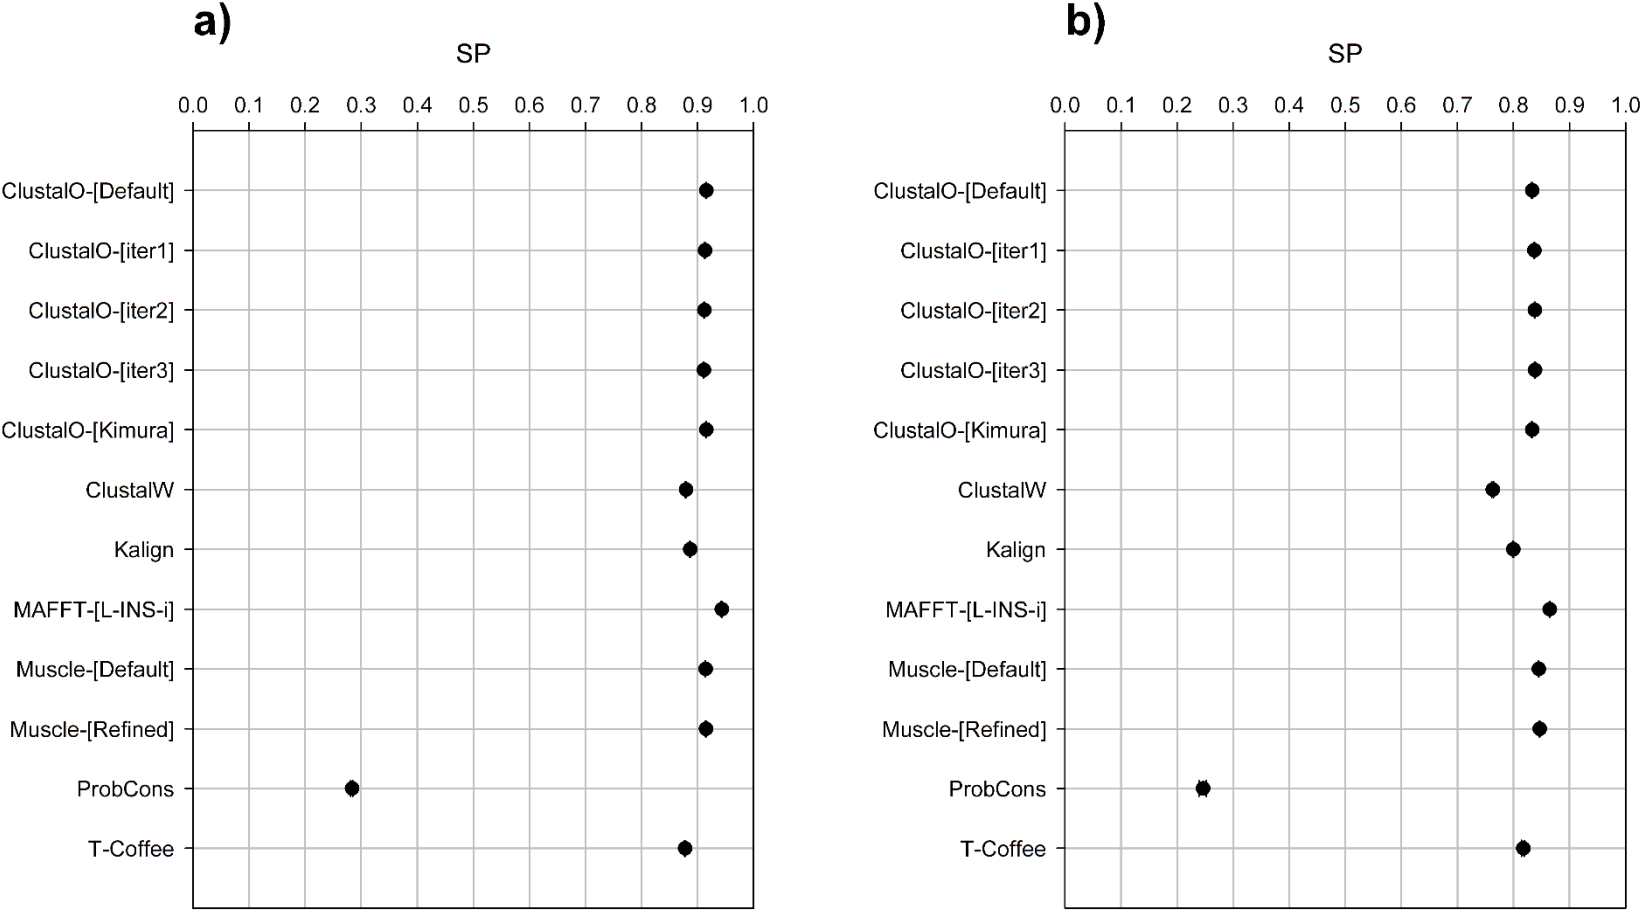 a)
SP
0.0 0.1 0.2 0.3 0.4 0.5 0.6 0.7 0.8 0.9 1.0
ClustalO-[Default]
ClustalO-[iter1]
ClustalO-[iter2]
ClustalO-[iter3]
ClustalO-[Kimura]
ClustalW
Kalign
MAFFT-[L-INS-i]
Muscle-[Default]
Muscle-[Refined]
ProbCons
T-Coffee
b)
SP
0.0 0.1 0.2 0.3 0.4 0.5 0.6 0.7 0.8 0.9 1.0
ClustalO-[Default]
ClustalO-[iter1]
ClustalO-[iter2]
ClustalO-[iter3]
ClustalO-[Kimura]
ClustalW
Kalign
MAFFT-[L-INS-i]
Muscle-[Default]
Muscle-[Refined]
ProbCons
T-Coffee